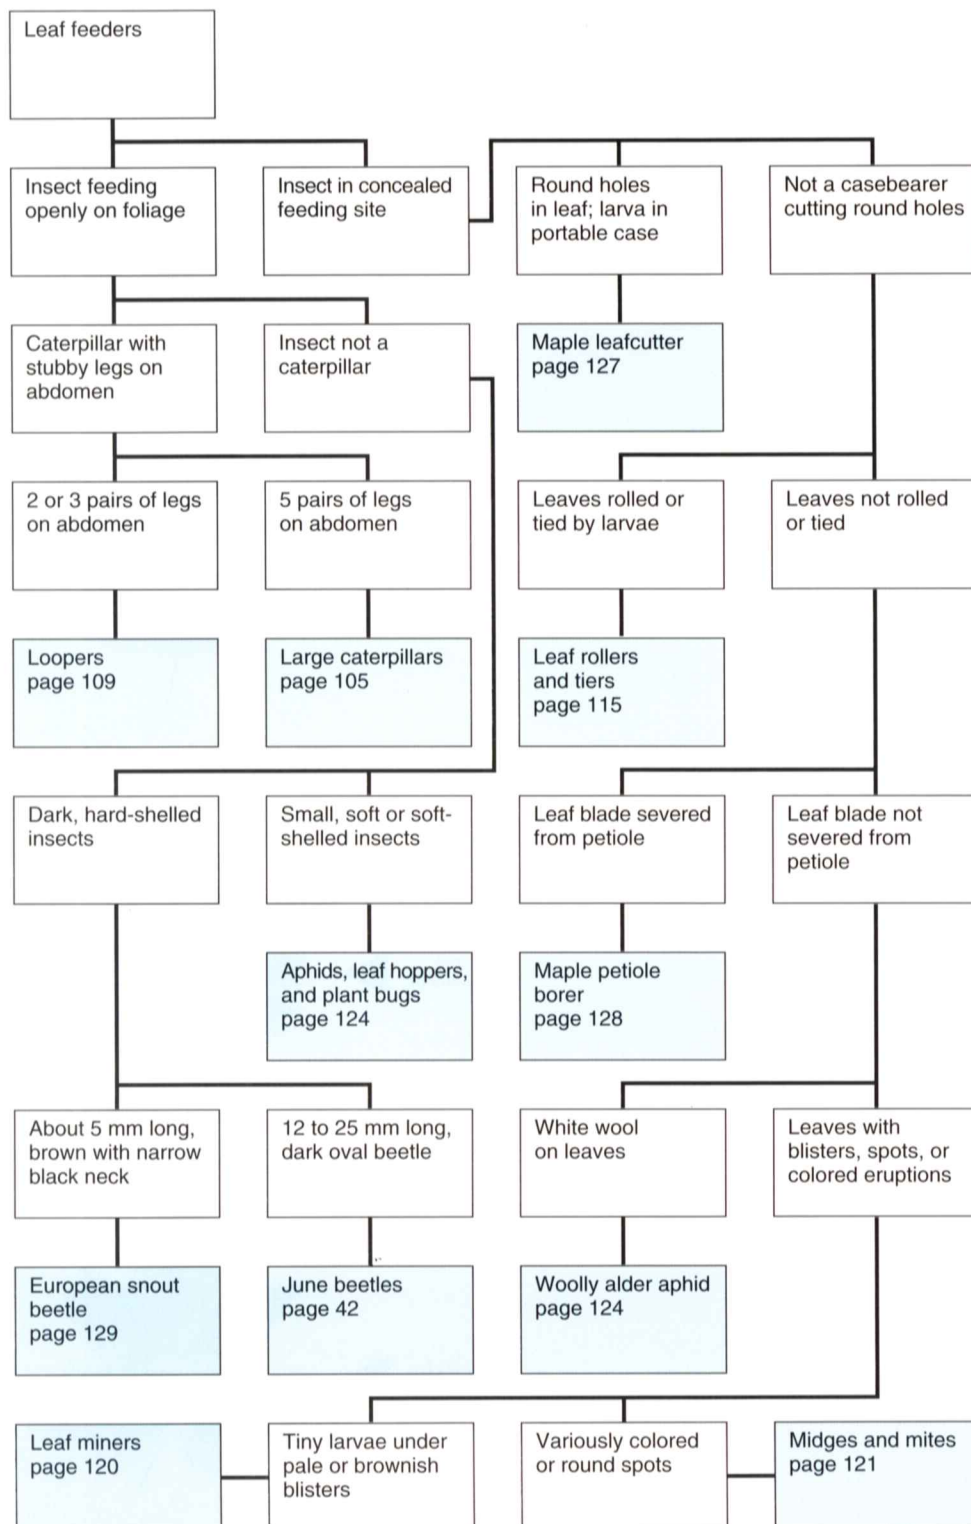 Leaf feeders
Insect feeding
openly on foliage
Insect in concealed
feeding site
Round holes
in leaf; larva in
portable case
Not a casebearer
cutting round holes
Caterpillar with
stubby legs on
abdomen
Insect not a
caterpillar
Maple leafcutter
page 127
2 or 3 pairs of legs
on abdomen
5 pairs of legs
on abdomen
Leaves rolled or
tied by larvae
Leaves not rolled
or tied
Loopers
page 109
Large caterpillars
page 105
Leaf rollers
and tiers
page 115
Dark, hard-shelled
insects
Small, soft or soft-
shelled insects
Leaf blade severed
from petiole
Leaf blade not
severed from
petiole
Aphids, leaf hoppers,
and plant bugs
page 124
Maple petiole
borer
page 128
About 5 mm long,
brown with narrow
black neck
12 to 25 mm long,
dark oval beetle
White wool
on leaves
Leaves with
blisters, spots, or
colored eruptions
European snout
beetle
page 129
June beetles
page 42
Woolly alder aphid
page 124
Leaf miners
page 120
Tiny larvae under
pale or brownish
blisters
Variously colored
or round spots
Midges and mites
page 121